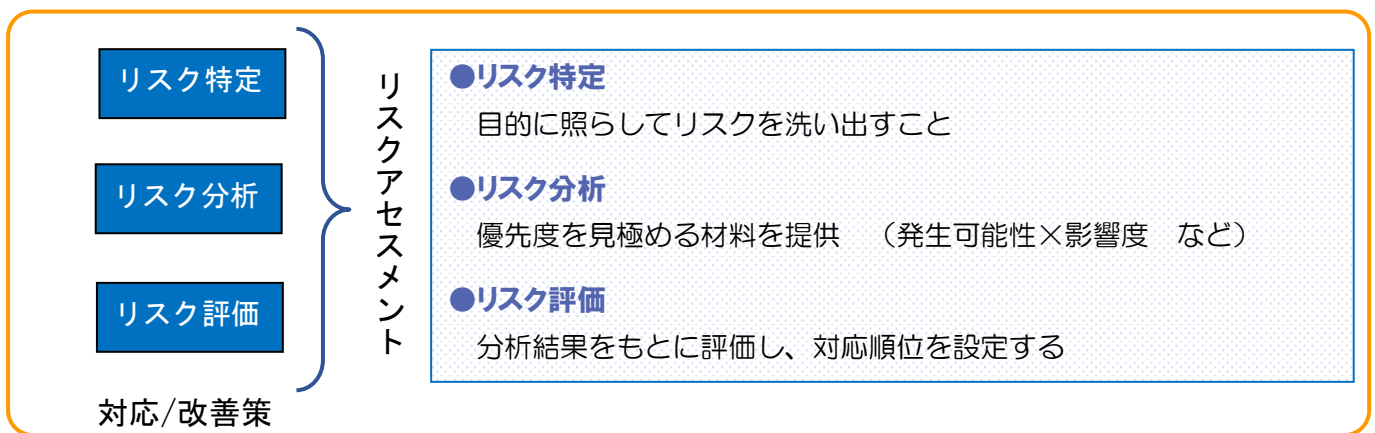 リスク特定
リスク分析
リスク評価
対応/改善策
リスクアセスメント
●リスク特定
目的に照らしてリスクを洗い出すこと
●リスク分析
優先度を見極める材料を提供　（発生可能性×影響度　など）
●リスク評価
分析結果をもとに評価し、対応順位を設定する